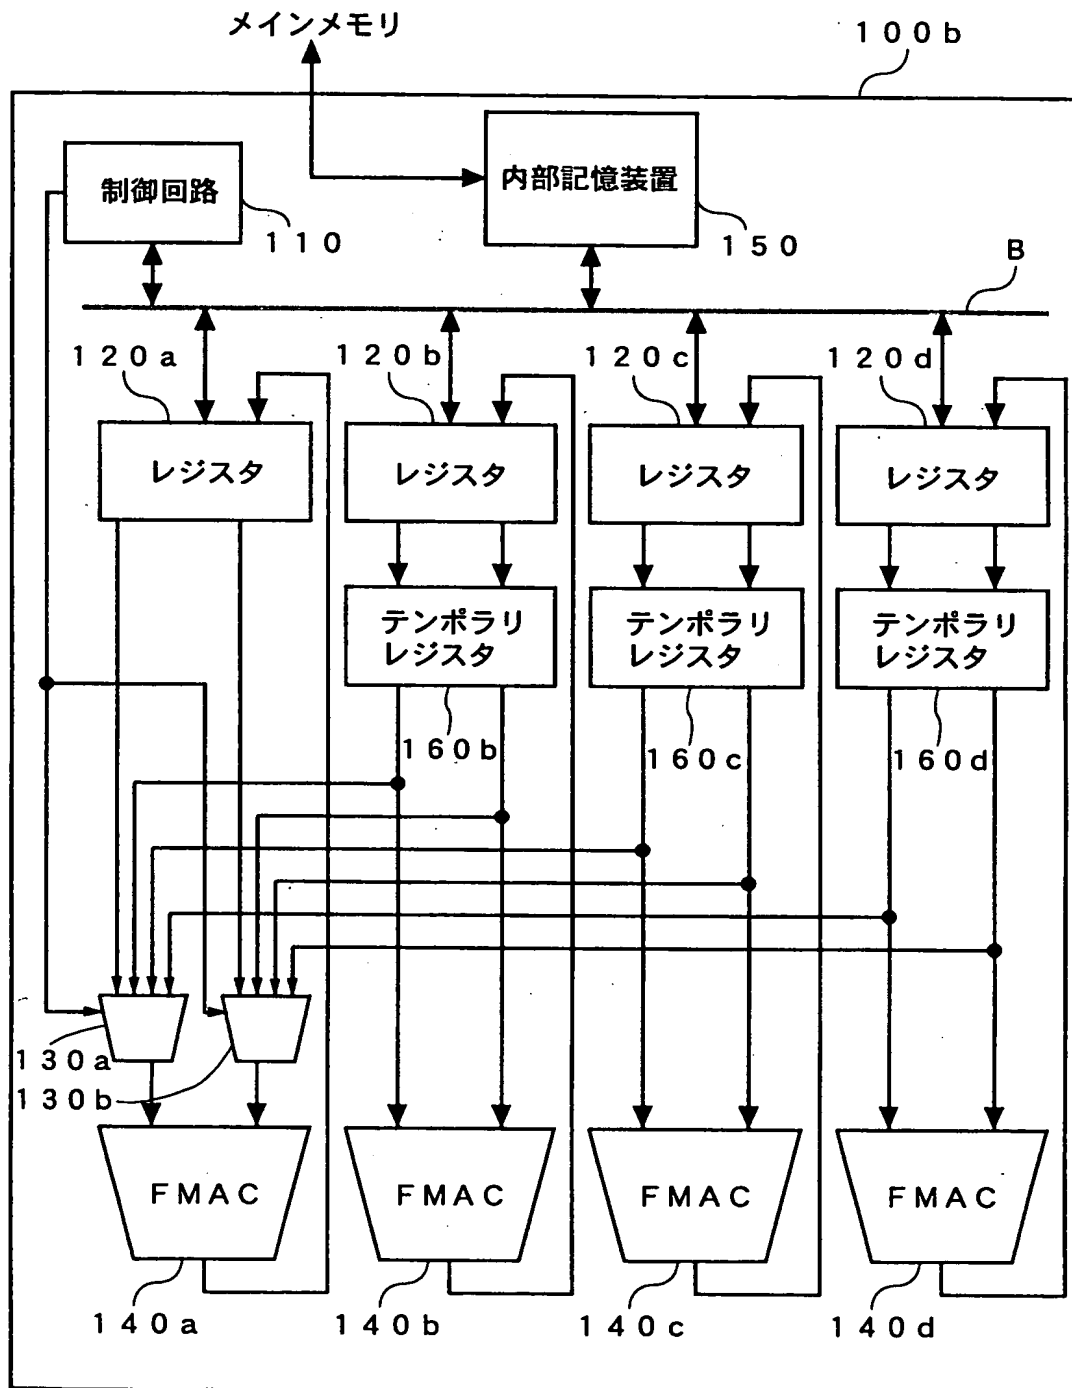 メインメモリ
100b
制御回路
内部記憶装置
110
150
B
120a
120b
120c
120d
レジスタ
レジスタ
レジスタ
レジスタ
テンポラリ
レジスタ
テンポラリ
レジスタ
テンポラリ
レジスタ
160b
160c
160d
130a
130b
FMAC
FMAC
FMAC
FMAC
140a
140b
140c
140d